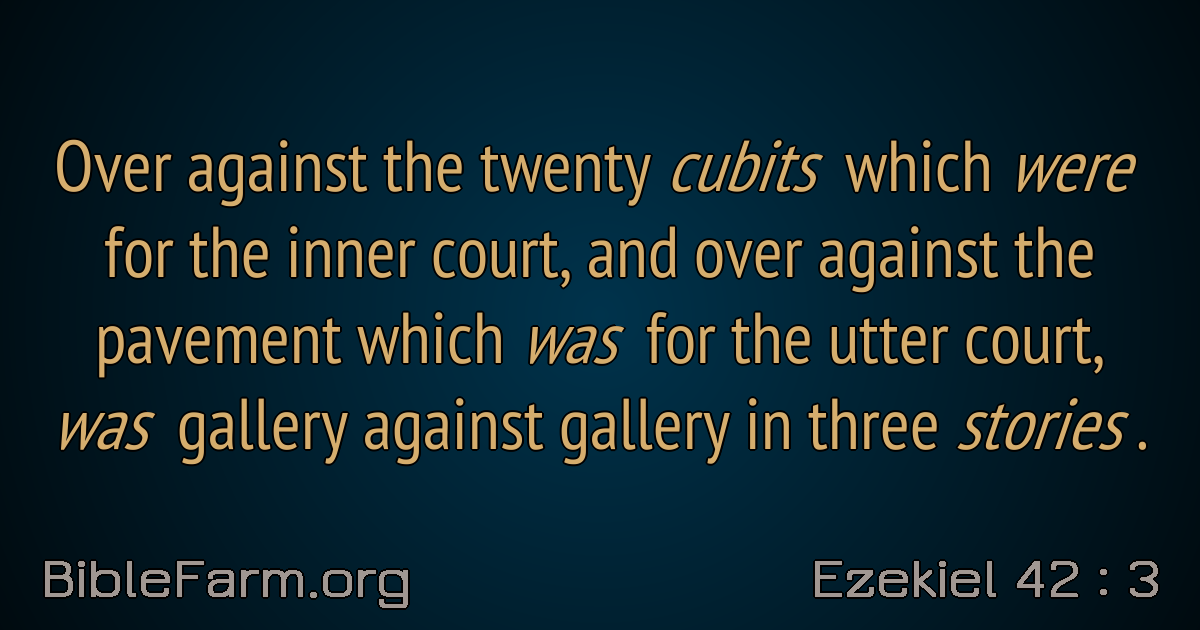 Over against the twenty cubits which were
for the inner court, and over against the
pavement which was for the utter court,
was gallery against gallery in three stories .
BibleFarm.org
Ezekiel 42 : 3